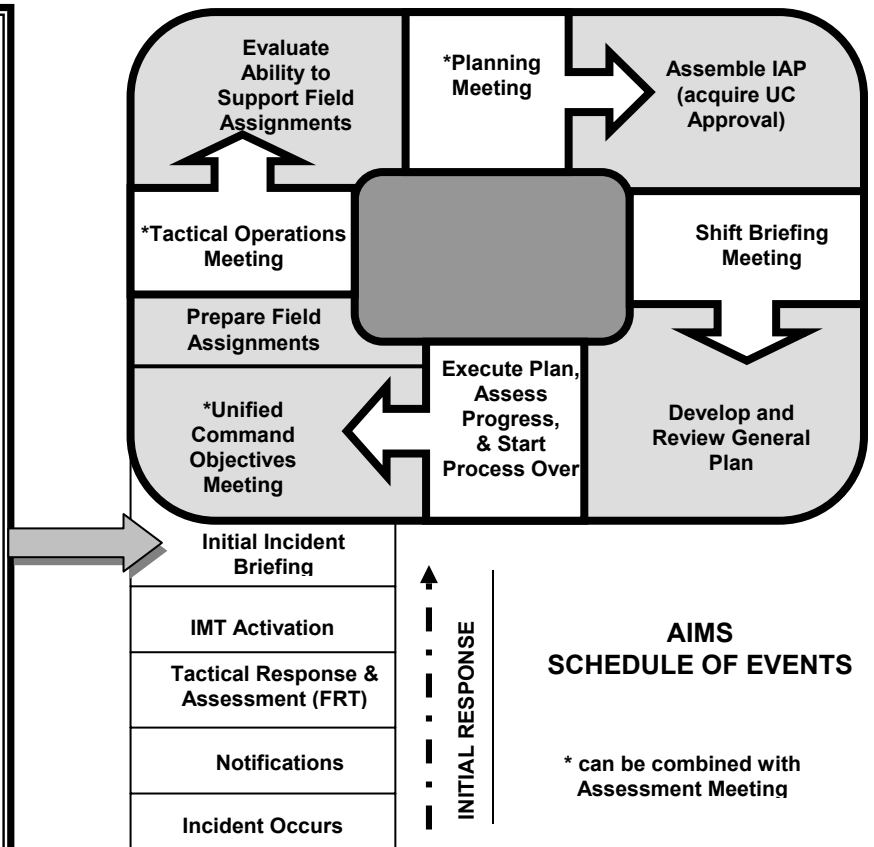 Evaluate
Ability to
Support Field
Assignments
*Planning
Meeting
Assemble IAP
(acquire UC
Approval)
*Tactical Operations
Meeting
Shift Briefing
Meeting
Prepare Field
Assignments
*Unified
Command
Objectives
Meeting
Execute Plan,
Assess
Progress,
& Start
Process Over
Develop and
Review General
Plan
Initial Incident
Briefing
IMT Activation
Tactical Response &
Assessment (FRT)
Notifications
Incident Occurs
INITIAL RESPONSE
AIMS
SCHEDULE OF EVENTS
* can be combined with
Assessment Meeting